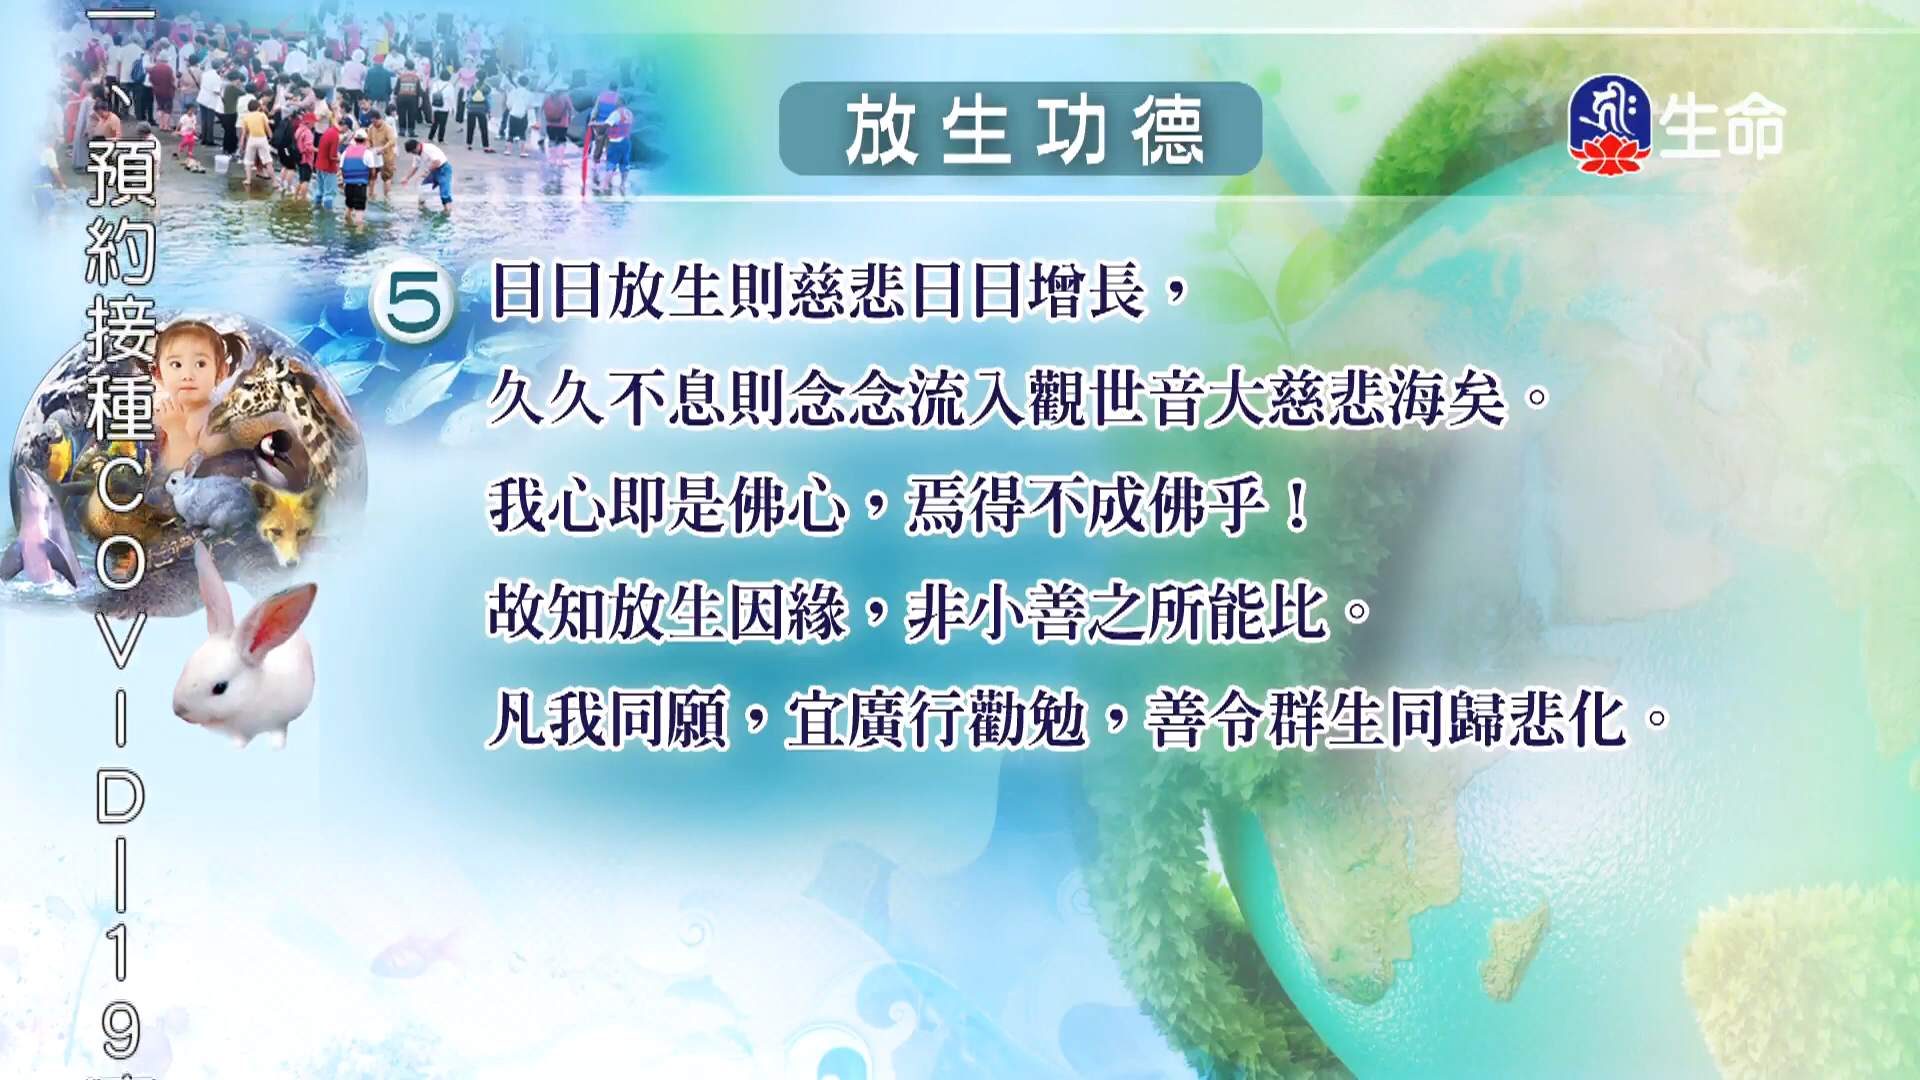 放生功德
生命
5 日日放生則慈悲日日增長，
久久不息則念念流入觀世音大慈悲海矣。
我心即是佛心，焉得不成佛乎！
故知放生因緣，非小善之所能比。
凡我同願，宜廣行勸勉，善令群生同歸悲化。
、預約接種COVID-19